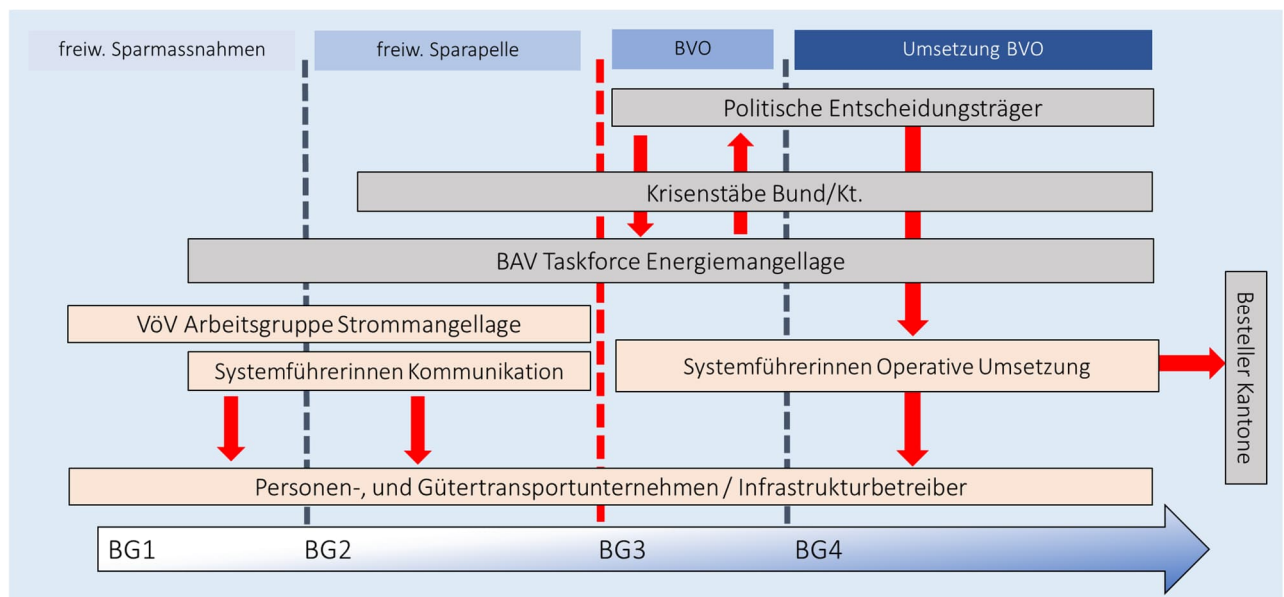 freiw. Sparmassnahmen
freiw. Sparapelle
BVO
Umsetzung BVO
Politische Entscheidungsträger
Krisenstäbe Bund/Kt.
BAV Taskforce Energiemangellage
VöV Arbeitsgruppe Strommangellage
Systemführerinnen Kommunikation
Systemführerinnen Operative Umsetzung
Besteller Kantone
Personen-, und Gütertransportunternehmen / Infrastrukturbetreiber
BG1
BG2
BG3
BG4